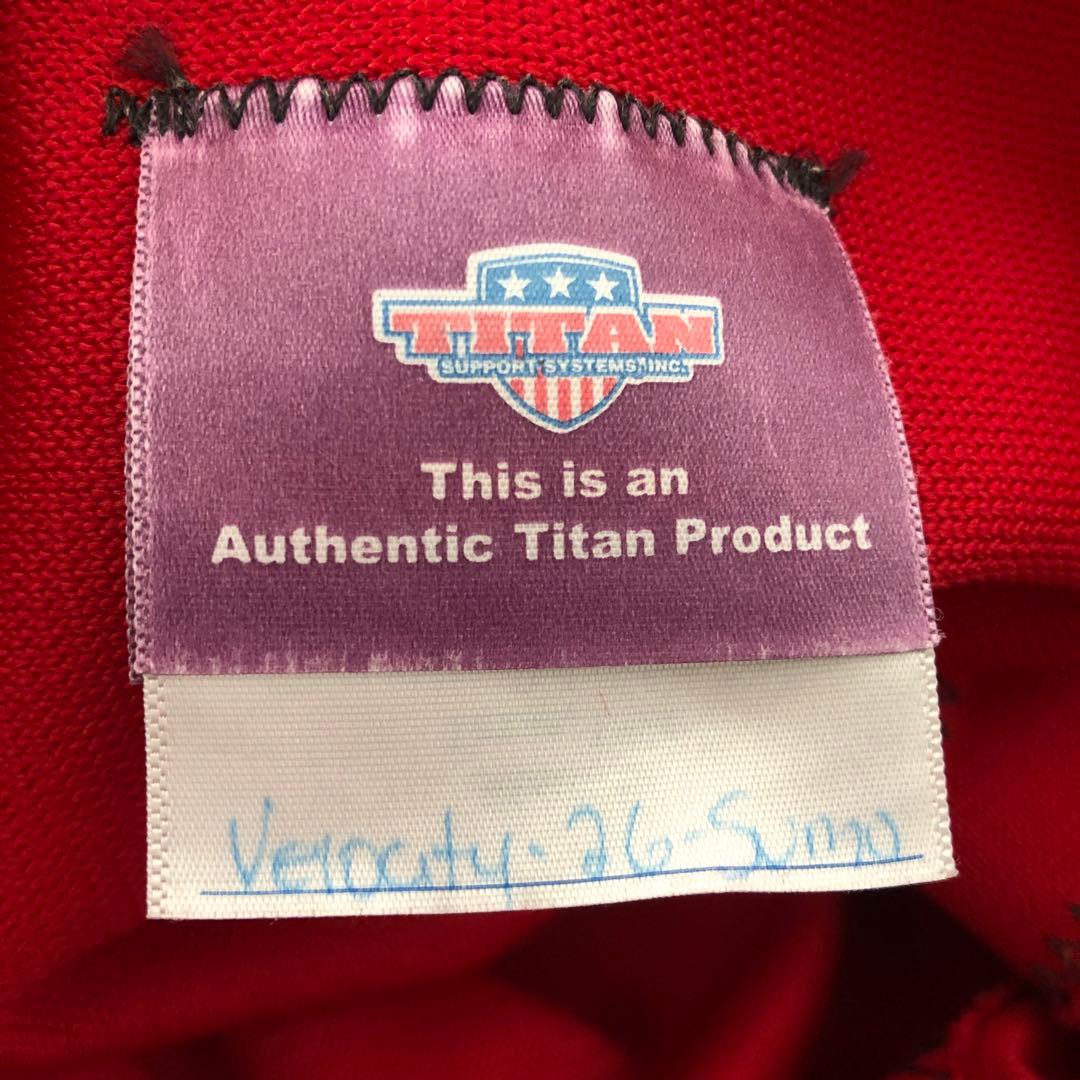 TITAN
SUPPORT SYSTEMS INC.
This is an
Authentic Titan Product
Velocity - 26 - Sumo